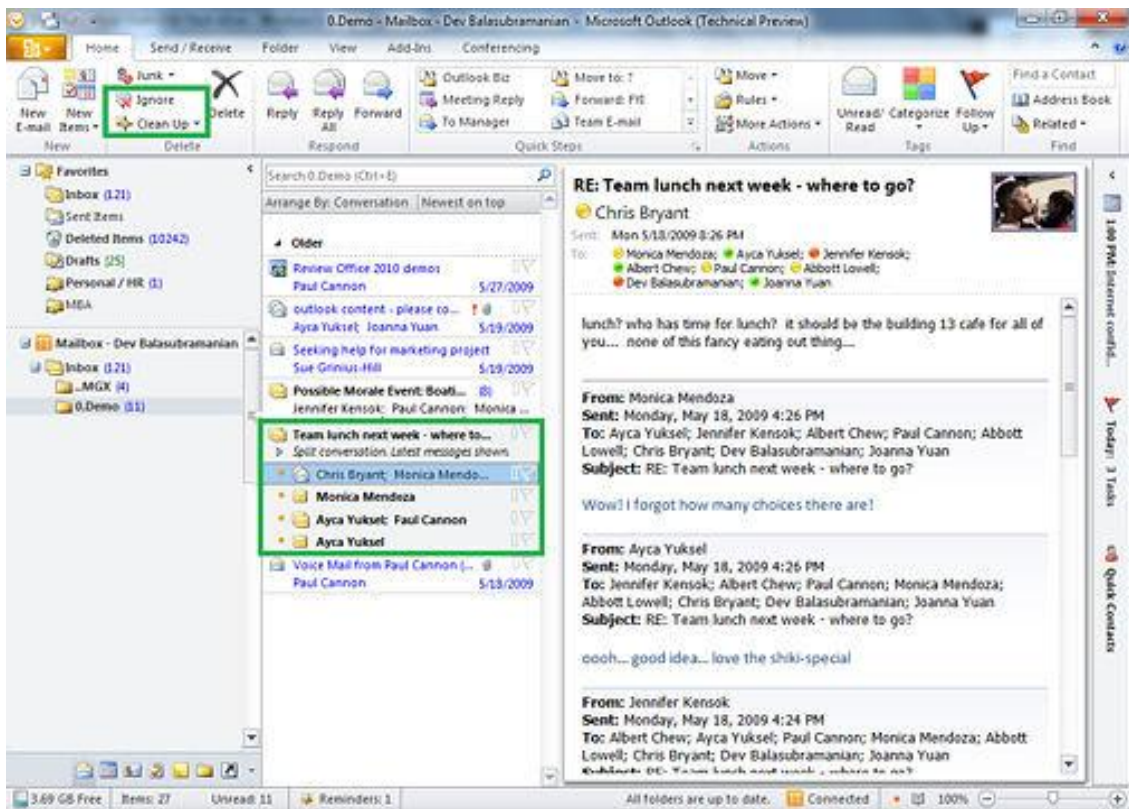 0.Demo - Mailbox - Dev Balasubramanian - Microsoft Outlook (Technical Preview)
Home Send / Receive Folder View Add-Ins Conferencing
New E-mail
New Items
New
Junk
Ignore
Clean Up
Delete
Delete
Reply
Reply All
Forward
Respond
Outlook Biz
Meeting Reply
To Manager
Move to: ?
Forward: FYI
Team E-mail
Quick Steps
Move
Rules
More Actions
Actions
Unread/ Read
Categorize
Follow Up
Tags
Find a Contact
Address Book
Related
Find
Favorites
Inbox (121)
Sent Items
Deleted Items (10242)
Drafts [25]
Personal / HR (1)
MBA
Mailbox - Dev Balasubramanian
Inbox (121)
_MGX (4)
0.Demo (11)
Search 0.Demo (Ctrl+E)
Arrange By: Conversation Newest on top
Older
Review Office 2010 demos
Paul Cannon 5/27/2009
outlook content - please co...
Ayca Yuksel; Joanna Yuan 5/19/2009
Seeking help for marketing project
Sue Grinius-Hill 5/19/2009
Possible Morale Event: Boati... (8)
Jennifer Kensok; Paul Cannon; Monica ...
Team lunch next week - where to...
Split conversation. Latest messages shown.
Chris Bryant; Monica Mendo...
Monica Mendoza
Ayca Yuksel; Paul Cannon
Ayca Yuksel
Voice Mail from Paul Cannon (...
Paul Cannon 5/18/2009
RE: Team lunch next week - where to go?
Chris Bryant
Sent: Mon 5/18/2009 8:26 PM
To: Monica Mendoza; Ayca Yuksel; Jennifer Kensok;
Albert Chew; Paul Cannon; Abbott Lowell;
Dev Balasubramanian; Joanna Yuan
lunch? who has time for lunch? it should be the building 13 cafe for all of
you... none of this fancy eating out thing...
From: Monica Mendoza
Sent: Monday, May 18, 2009 4:26 PM
To: Ayca Yuksel; Jennifer Kensok; Albert Chew; Paul Cannon; Abbott
Lowell; Chris Bryant; Dev Balasubramanian; Joanna Yuan
Subject: RE: Team lunch next week - where to go?
Wow! I forgot how many choices there are!
From: Ayca Yuksel
Sent: Monday, May 18, 2009 4:26 PM
To: Jennifer Kensok; Albert Chew; Paul Cannon; Monica Mendoza;
Abbott Lowell; Chris Bryant; Dev Balasubramanian; Joanna Yuan
Subject: RE: Team lunch next week - where to go?
oooh... good idea... love the shiki-special
From: Jennifer Kensok
Sent: Monday, May 18, 2009 4:24 PM
To: Albert Chew; Ayca Yuksel; Paul Cannon; Monica Mendoza; Abbott
Lowell; Chris Bryant; Dev Balasubramanian; Joanna Yuan
Subject: RE: Team lunch next week - where to go?
1:00 PM: Internet confid...
Today: 3 Tasks
Quick Contacts
3.69 GB Free Items: 27 Unread: 11 Reminders: 1 All folders are up to date. Connected 100%